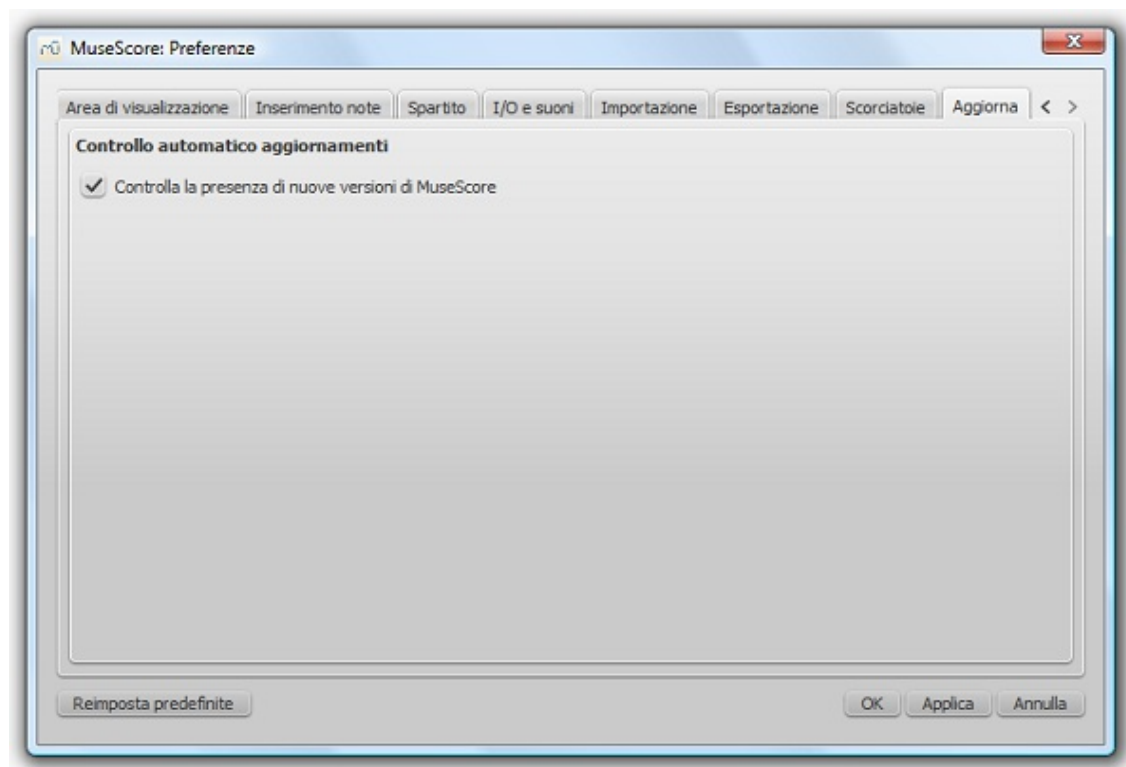 MuseScore: Preferenze
Area di visualizzazione Inserimento note Spartito I/O e suoni Importazione Esportazione Scorciatoie Aggiorna < >
Controllo automatico aggiornamenti
Controlla la presenza di nuove versioni di MuseScore
Reimposta predefinite OK Applica Annulla